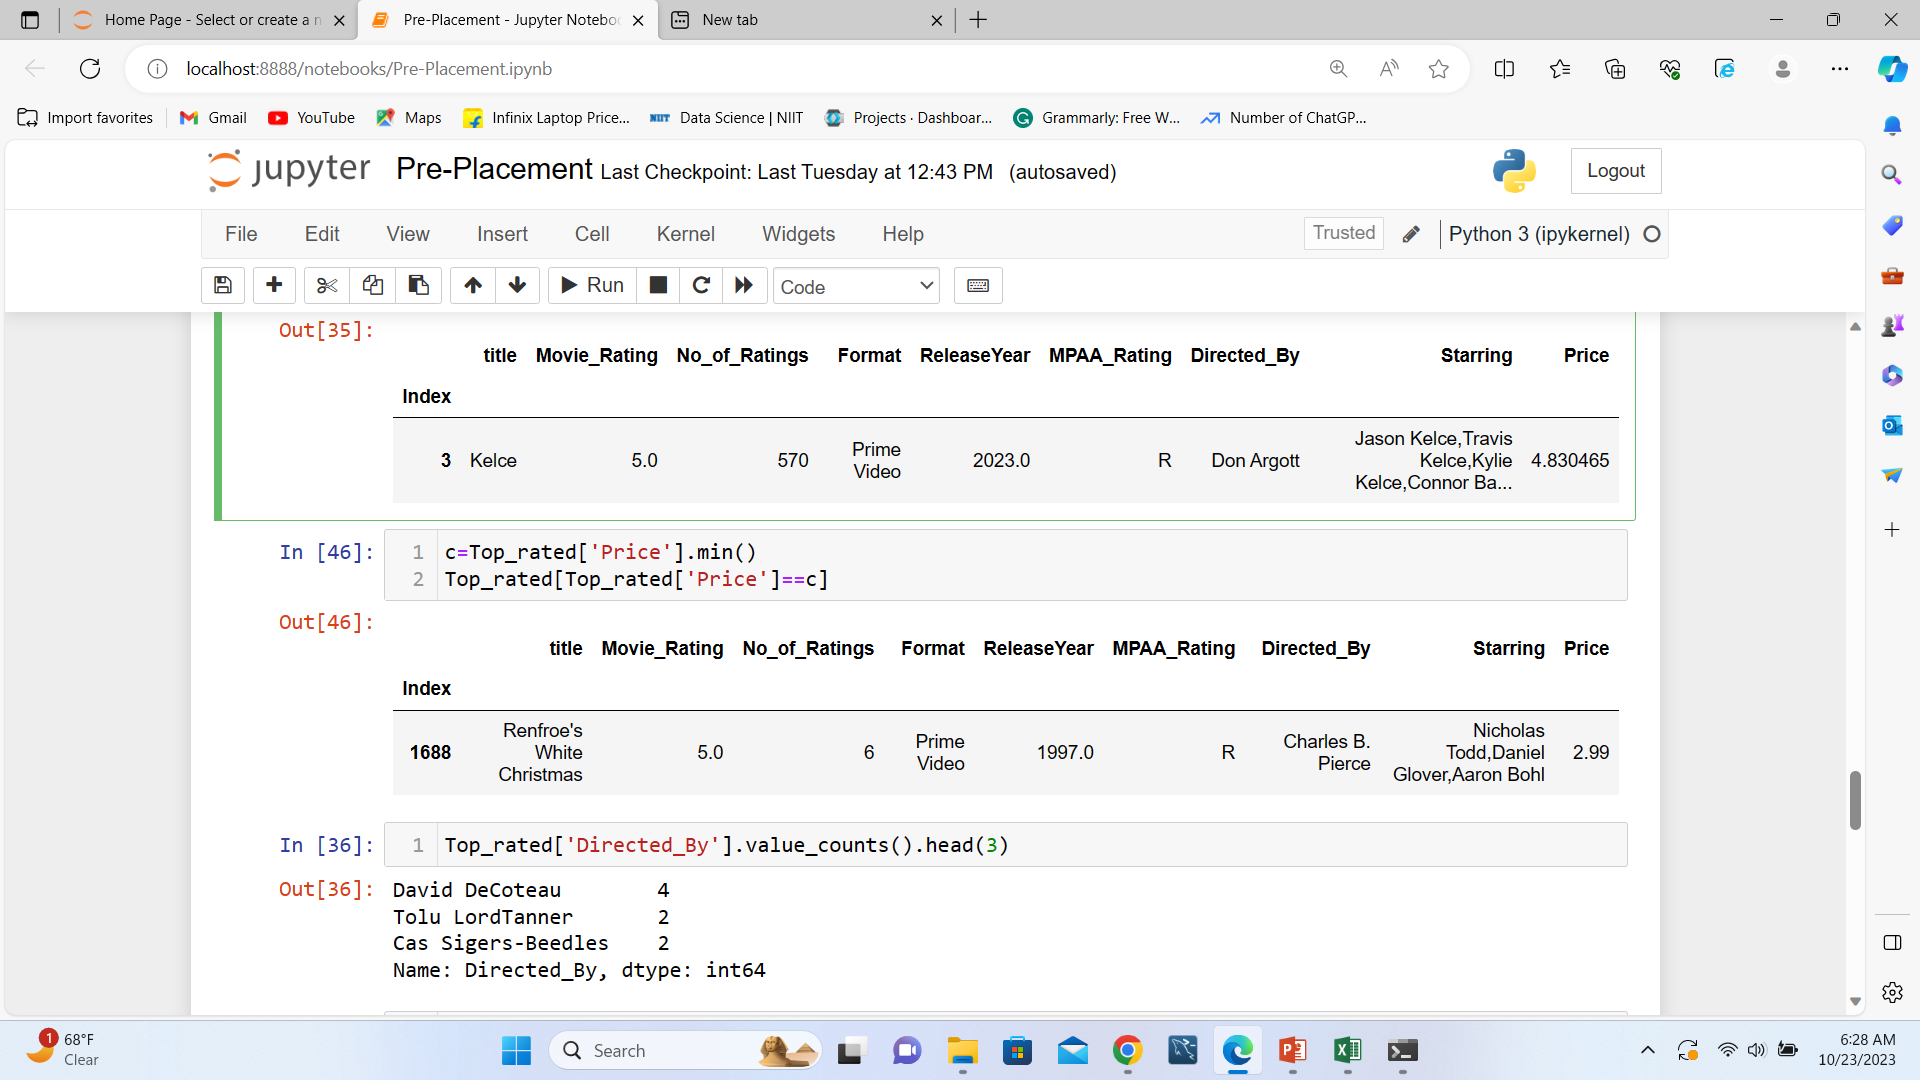 Home Page - Select or create a n
Pre-Placement - Jupyter Notebo
New tab
localhost:8888/notebooks/Pre-Placement.ipynb
Import favorites
Gmail
YouTube
Maps
Infinix Laptop Price...
NIIT Data Science | NIIT
Projects · Dashboar...
Grammarly: Free W...
Number of ChatGP...
jupyter Pre-Placement Last Checkpoint: Last Tuesday at 12:43 PM (autosaved)
Logout
File Edit View Insert Cell Kernel Widgets Help
Trusted
Python 3 (ipykernel)
Run
Code
Out[35]:
title Movie_Rating No_of_Ratings Format ReleaseYear MPAA_Rating Directed_By Starring Price
Index
3 Kelce 5.0 570 Prime Video 2023.0 R Don Argott Jason Kelce,Travis Kelce,Kylie Kelce,Connor Ba... 4.830465
In [46]:
1 c=Top_rated['Price'].min()
2 Top_rated[Top_rated['Price']==c]
Out[46]:
title Movie_Rating No_of_Ratings Format ReleaseYear MPAA_Rating Directed_By Starring Price
Index
1688 Renfroe's White Christmas 5.0 6 Prime Video 1997.0 R Charles B. Pierce Nicholas Todd,Daniel Glover,Aaron Bohl 2.99
In [36]:
1 Top_rated['Directed_By'].value_counts().head(3)
Out[36]:
David DeCoteau 4
Tolu LordTanner 2
Cas Sigers-Beedles 2
Name: Directed_By, dtype: int64
1
68°F
Clear
Search
6:28 AM
10/23/2023